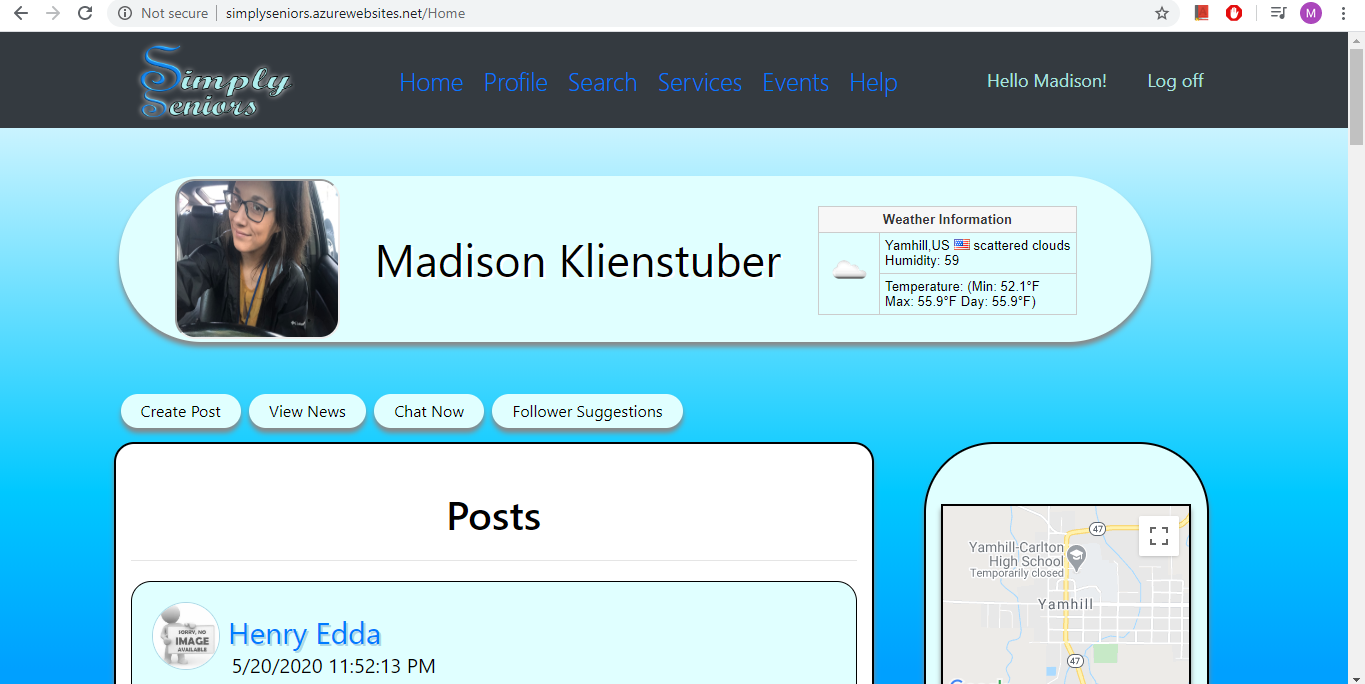 Not secure
simplyseniors.azurewebsites.net/Home
M
Simply
Seniors
Home Profile Search Services Events Help
Hello Madison! Log off
Madison Klienstuber
Weather Information
Yamhill,US scattered clouds
Humidity: 59
Temperature: (Min: 52.1°F
Max: 55.9°F Day: 55.9°F)
Create Post
View News
Chat Now
Follower Suggestions
Posts
SORRY, NO
IMAGE
AVAILABLE
Henry Edda
5/20/2020 11:52:13 PM
47
Yamhill-Carlton
High School
Temporarily closed
Yamhill
47